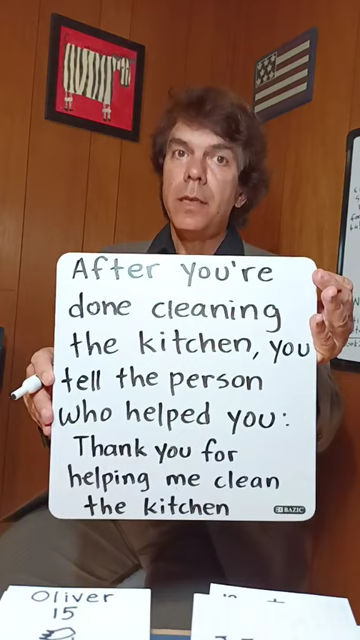 After you're
done cleaning
the kitchen, you
tell the person
who helped you:
Thank you for
helping me clean
the kitchen
BAZIC
Oliver
15